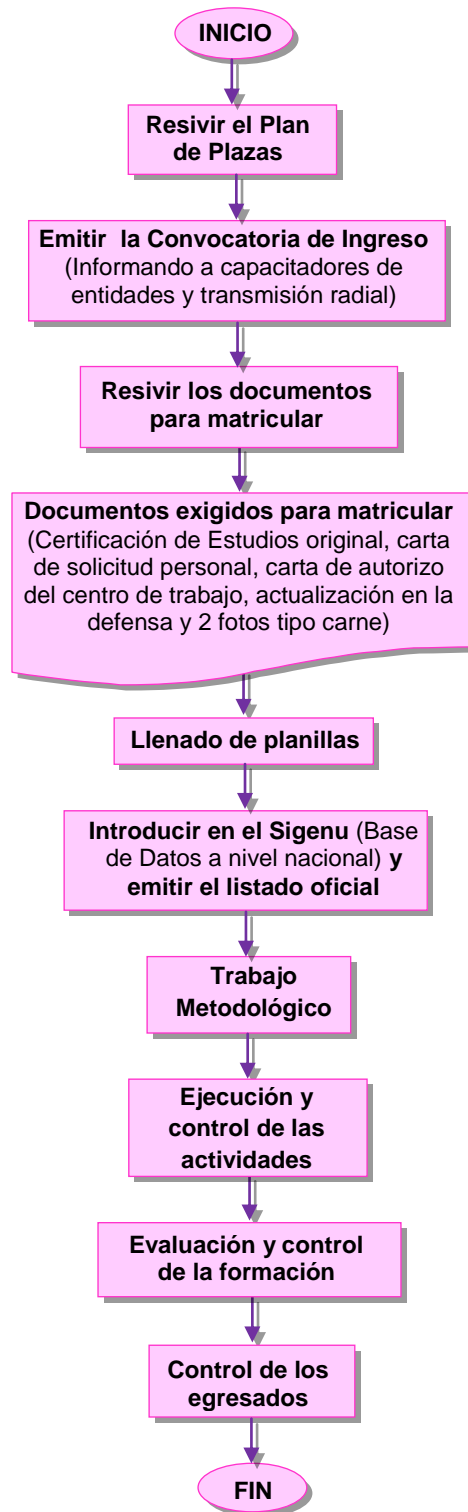 INICIO
Resivir el Plan
de Plazas
Emitir la Convocatoria de Ingreso
(Informando a capacitadores de
entidades y transmisión radial)
Resivir los documentos
para matricular
Documentos exigidos para matricular
(Certificación de Estudios original, carta
de solicitud personal, carta de autorizo
del centro de trabajo, actualización en la
defensa y 2 fotos tipo carne)
Llenado de planillas
Introducir en el Sigenu (Base
de Datos a nivel nacional) y
emitir el listado oficial
Trabajo
Metodológico
Ejecución y
control de las
actividades
Evaluación y control
de la formación
Control de los
egresados
FIN